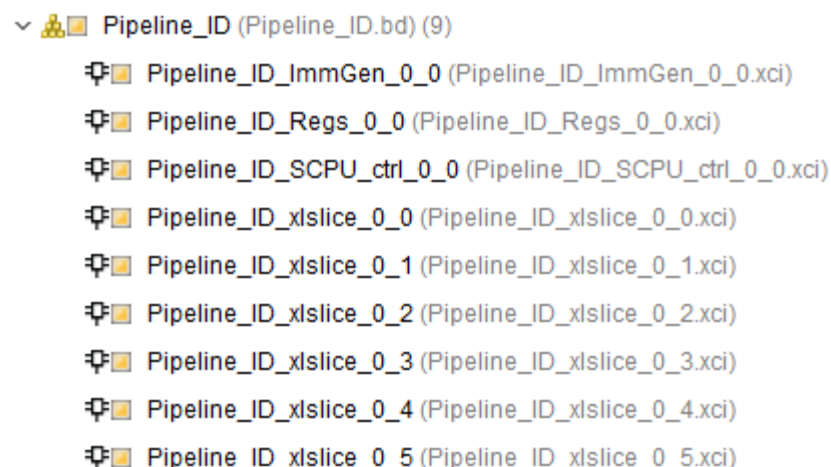 Pipeline_ID (Pipeline_ID.bd) (9)
Pipeline_ID_ImmGen_0_0 (Pipeline_ID_ImmGen_0_0.xci)
Pipeline_ID_Regs_0_0 (Pipeline_ID_Regs_0_0.xci)
Pipeline_ID_SCPU_ctrl_0_0 (Pipeline_ID_SCPU_ctrl_0_0.xci)
Pipeline_ID_xlslice_0_0 (Pipeline_ID_xlslice_0_0.xci)
Pipeline_ID_xlslice_0_1 (Pipeline_ID_xlslice_0_1.xci)
Pipeline_ID_xlslice_0_2 (Pipeline_ID_xlslice_0_2.xci)
Pipeline_ID_xlslice_0_3 (Pipeline_ID_xlslice_0_3.xci)
Pipeline_ID_xlslice_0_4 (Pipeline_ID_xlslice_0_4.xci)
Pipeline_ID_xlslice_0_5 (Pipeline_ID_xlslice_0_5.xci)